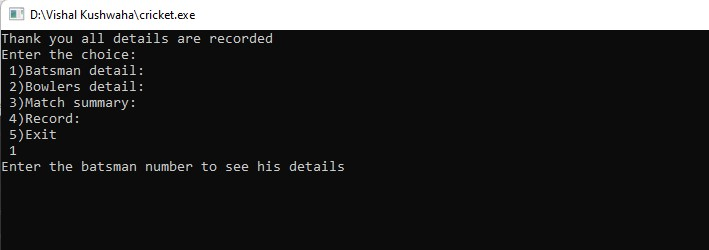 D:\Vishal Kushwaha\cricket.exe
Thank you all details are recorded
Enter the choice:
 1)Batsman detail:
 2)Bowlers detail:
 3)Match summary:
 4)Record:
 5)Exit
 1
Enter the batsman number to see his details